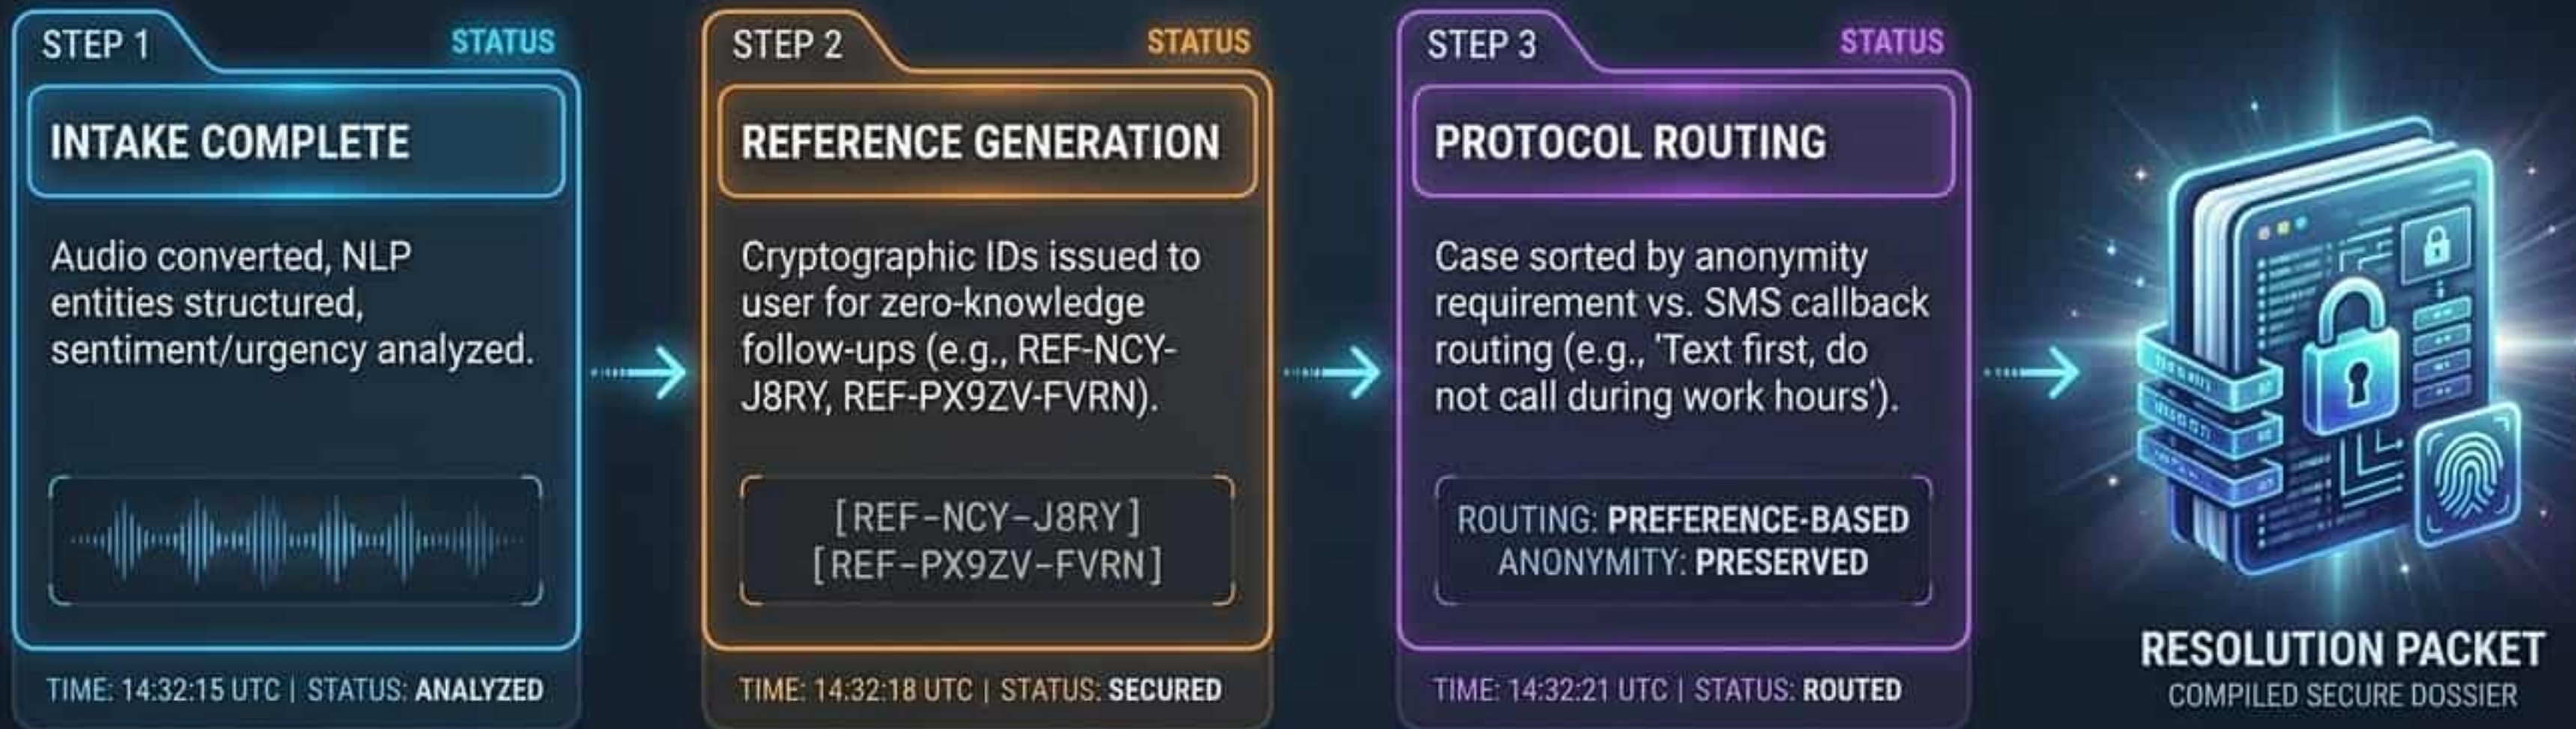 STEP 1
STATUS
INTAKE COMPLETE
Audio converted, NLP
entities structured,
sentiment/urgency analyzed.
TIME: 14:32:15 UTC | STATUS: ANALYZED
STEP 2
STATUS
REFERENCE GENERATION
Cryptographic IDs issued to
user for zero-knowledge
follow-ups (e.g., REF-NCY-
J8RY, REF-PX9ZV-FVRN).
[REF-NCY-J8RY]
[REF-PX9ZV-FVRN]
TIME: 14:32:18 UTC | STATUS: SECURED
STEP 3
STATUS
PROTOCOL ROUTING
Case sorted by anonymity
requirement vs. SMS callback
routing (e.g., 'Text first, do
not call during work hours').
ROUTING: PREFERENCE-BASED
ANONYMITY: PRESERVED
TIME: 14:32:21 UTC | STATUS: ROUTED
RESOLUTION PACKET
COMPILED SECURE DOSSIER